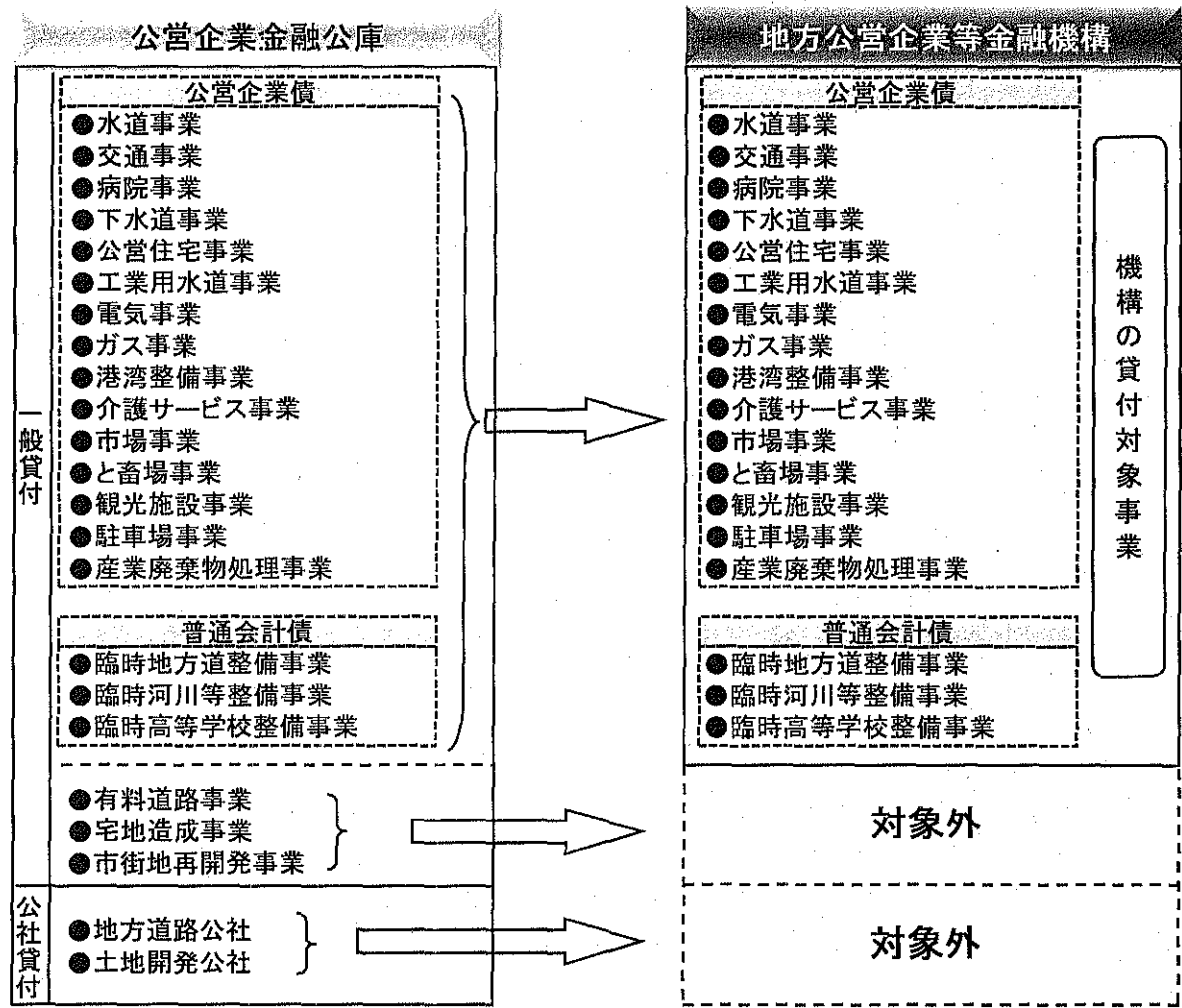 公営企業金融公庫
一般貸付
公営企業債
●水道事業
●交通事業
●病院事業
●下水道事業
●公営住宅事業
●工業用水道事業
●電気事業
●ガス事業
●港湾整備事業
●介護サービス事業
●市場事業
●と畜場事業
●観光施設事業
●駐車場事業
●産業廃棄物処理事業
普通会計債
●臨時地方道整備事業
●臨時河川等整備事業
●臨時高等学校整備事業
●有料道路事業
●宅地造成事業
●市街地再開発事業
公社貸付
●地方道路公社
●土地開発公社
地方公営企業等金融機構
公営企業債
●水道事業
●交通事業
●病院事業
●下水道事業
●公営住宅事業
●工業用水道事業
●電気事業
●ガス事業
●港湾整備事業
●介護サービス事業
●市場事業
●と畜場事業
●観光施設事業
●駐車場事業
●産業廃棄物処理事業
普通会計債
●臨時地方道整備事業
●臨時河川等整備事業
●臨時高等学校整備事業
機構の貸付対象事業
対象外
対象外